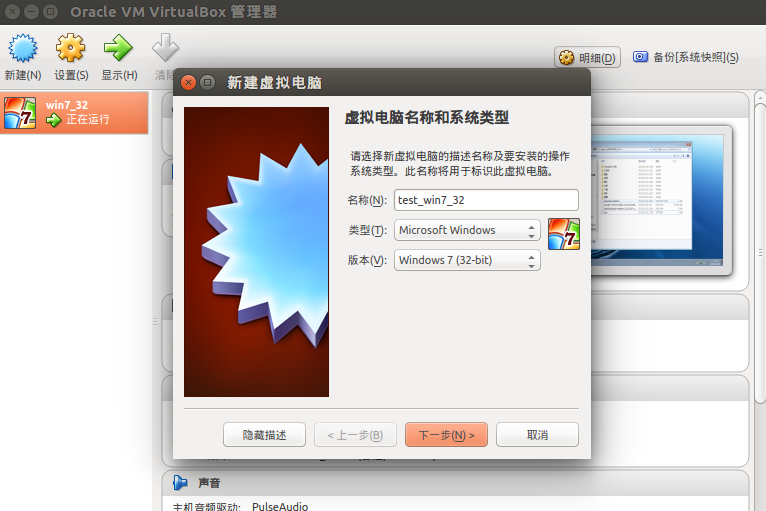 Oracle VM VirtualBox 管理器
新建(N) 设置(S) 显示(H) 清除
明细(D) 备份[系统快照](S)
win7_32
正在运行
新建虚拟电脑
虚拟电脑名称和系统类型
请选择新虚拟电脑的描述名称及要安装的操作
系统类型。此名称将用于标识此虚拟电脑。
名称(N): test_win7_32
类型(T): Microsoft Windows
版本(V): Windows 7 (32-bit)
隐藏描述 < 上一步(B) 下一步(N) > 取消
声音
主机音频驱动: PulseAudio